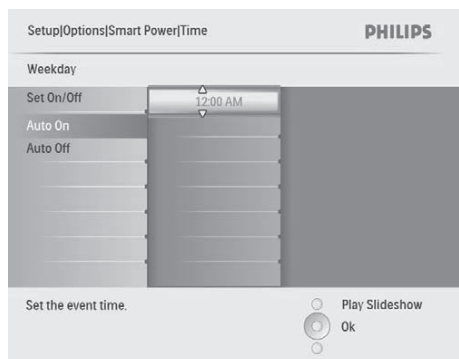 Setup|Options|Smart Power|Time PHILIPS
Weekday
Set On/Off 12:00 AM
Auto On
Auto Off
Set the event time. Play Slideshow
Ok